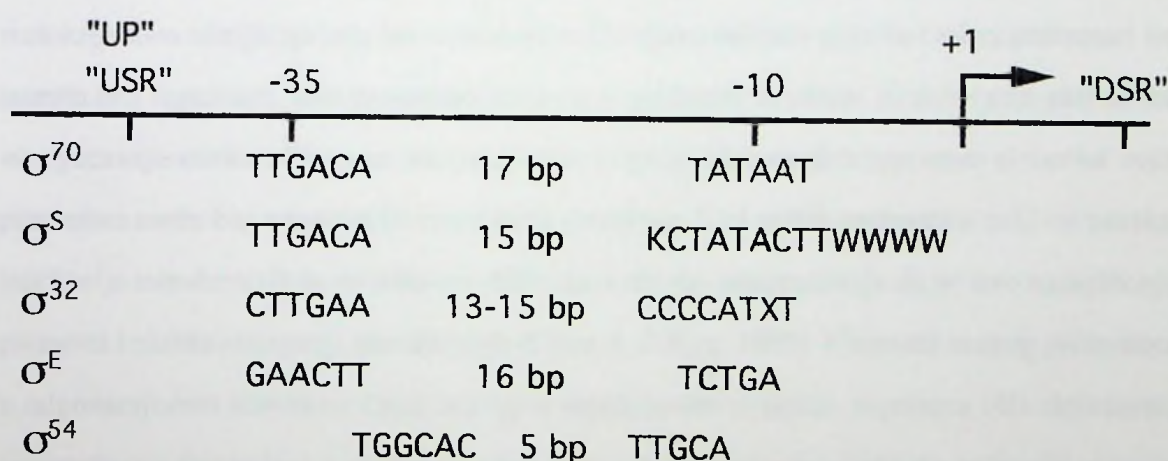 "UP"
"USR" -35 -10 +1 "DSR"
σ⁷⁰ TTGACA 17 bp TATAAT
σˢ TTGACA 15 bp KCTATACTTWWWW
σ³² CTTGAA 13-15 bp CCCCATXT
σᴱ GAACTT 16 bp TCTGA
σ⁵⁴ TGGCAC 5 bp TTGCA